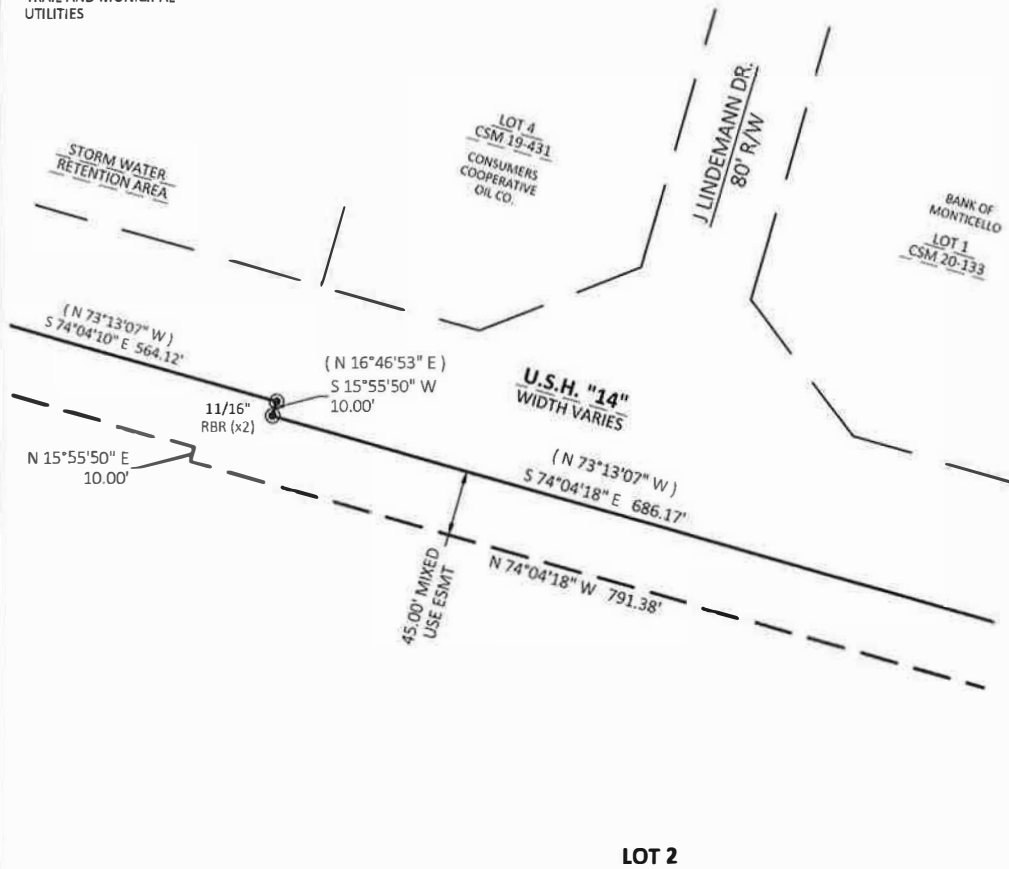 TRAIL AND MUNICIPAL
UTILITIES
STORM WATER
RETENTION AREA
LOT 4
CSM 19-431
CONSUMERS
COOPERATIVE
OIL CO.
J LINDEMANN DR.
80' R/W
BANK OF
MONTICELLO
LOT 1
CSM 20-133
( N 73°13'07" W )
S 74°04'10" E 564.12'
( N 16°46'53" E )
S 15°55'50" W
10.00'
11/16"
RBR (x2)
U.S.H. "14"
WIDTH VARIES
N 15°55'50" E
10.00'
( N 73°13'07" W )
S 74°04'18" E 686.17'
45.00' MIXED
USE ESMT
N 74°04'18" W 791.38'
LOT 2